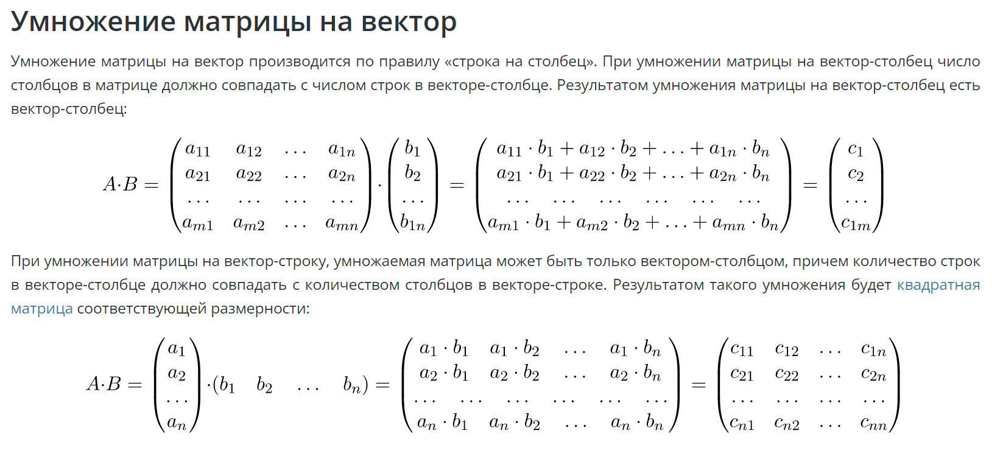 Умножение матрицы на вектор
Умножение матрицы на вектор производится по правилу «строка на столбец». При умножении матрицы на вектор-столбец число
столбцов в матрице должно совпадать с числом строк в векторе-столбце. Результатом умножения матрицы на вектор-столбец есть
вектор-столбец:
$$A \cdot B = \begin{pmatrix} a_{11} & a_{12} & \dots & a_{1n} \\ a_{21} & a_{22} & \dots & a_{2n} \\ \dots & \dots & \dots & \dots \\ a_{m1} & a_{m2} & \dots & a_{mn} \end{pmatrix} \cdot \begin{pmatrix} b_1 \\ b_2 \\ \dots \\ b_{1n} \end{pmatrix} = \begin{pmatrix} a_{11} \cdot b_1 + a_{12} \cdot b_2 + \dots + a_{1n} \cdot b_n \\ a_{21} \cdot b_1 + a_{22} \cdot b_2 + \dots + a_{2n} \cdot b_n \\ \dots \quad \dots \quad \dots \quad \dots \quad \dots \quad \dots \\ a_{m1} \cdot b_1 + a_{m2} \cdot b_2 + \dots + a_{mn} \cdot b_n \end{pmatrix} = \begin{pmatrix} c_1 \\ c_2 \\ \dots \\ c_{1m} \end{pmatrix}$$
При умножении матрицы на вектор-строку, умножаемая матрица может быть только вектором-столбцом, причем количество строк
в векторе-столбце должно совпадать с количеством столбцов в векторе-строке. Результатом такого умножения будет квадратная
матрица соответствующей размерности:
$$A \cdot B = \begin{pmatrix} a_1 \\ a_2 \\ \dots \\ a_n \end{pmatrix} \cdot (b_1 \quad b_2 \quad \dots \quad b_n) = \begin{pmatrix} a_1 \cdot b_1 \quad a_1 \cdot b_2 \quad \dots \quad a_1 \cdot b_n \\ a_2 \cdot b_1 \quad a_2 \cdot b_2 \quad \dots \quad a_2 \cdot b_n \\ \dots \quad \dots \quad \dots \quad \dots \quad \dots \quad \dots \\ a_n \cdot b_1 \quad a_n \cdot b_2 \quad \dots \quad a_n \cdot b_n \end{pmatrix} = \begin{pmatrix} c_{11} & c_{12} & \dots & c_{1n} \\ c_{21} & c_{22} & \dots & c_{2n} \\ \dots & \dots & \dots & \dots \\ c_{n1} & c_{n2} & \dots & c_{nn} \end{pmatrix}$$